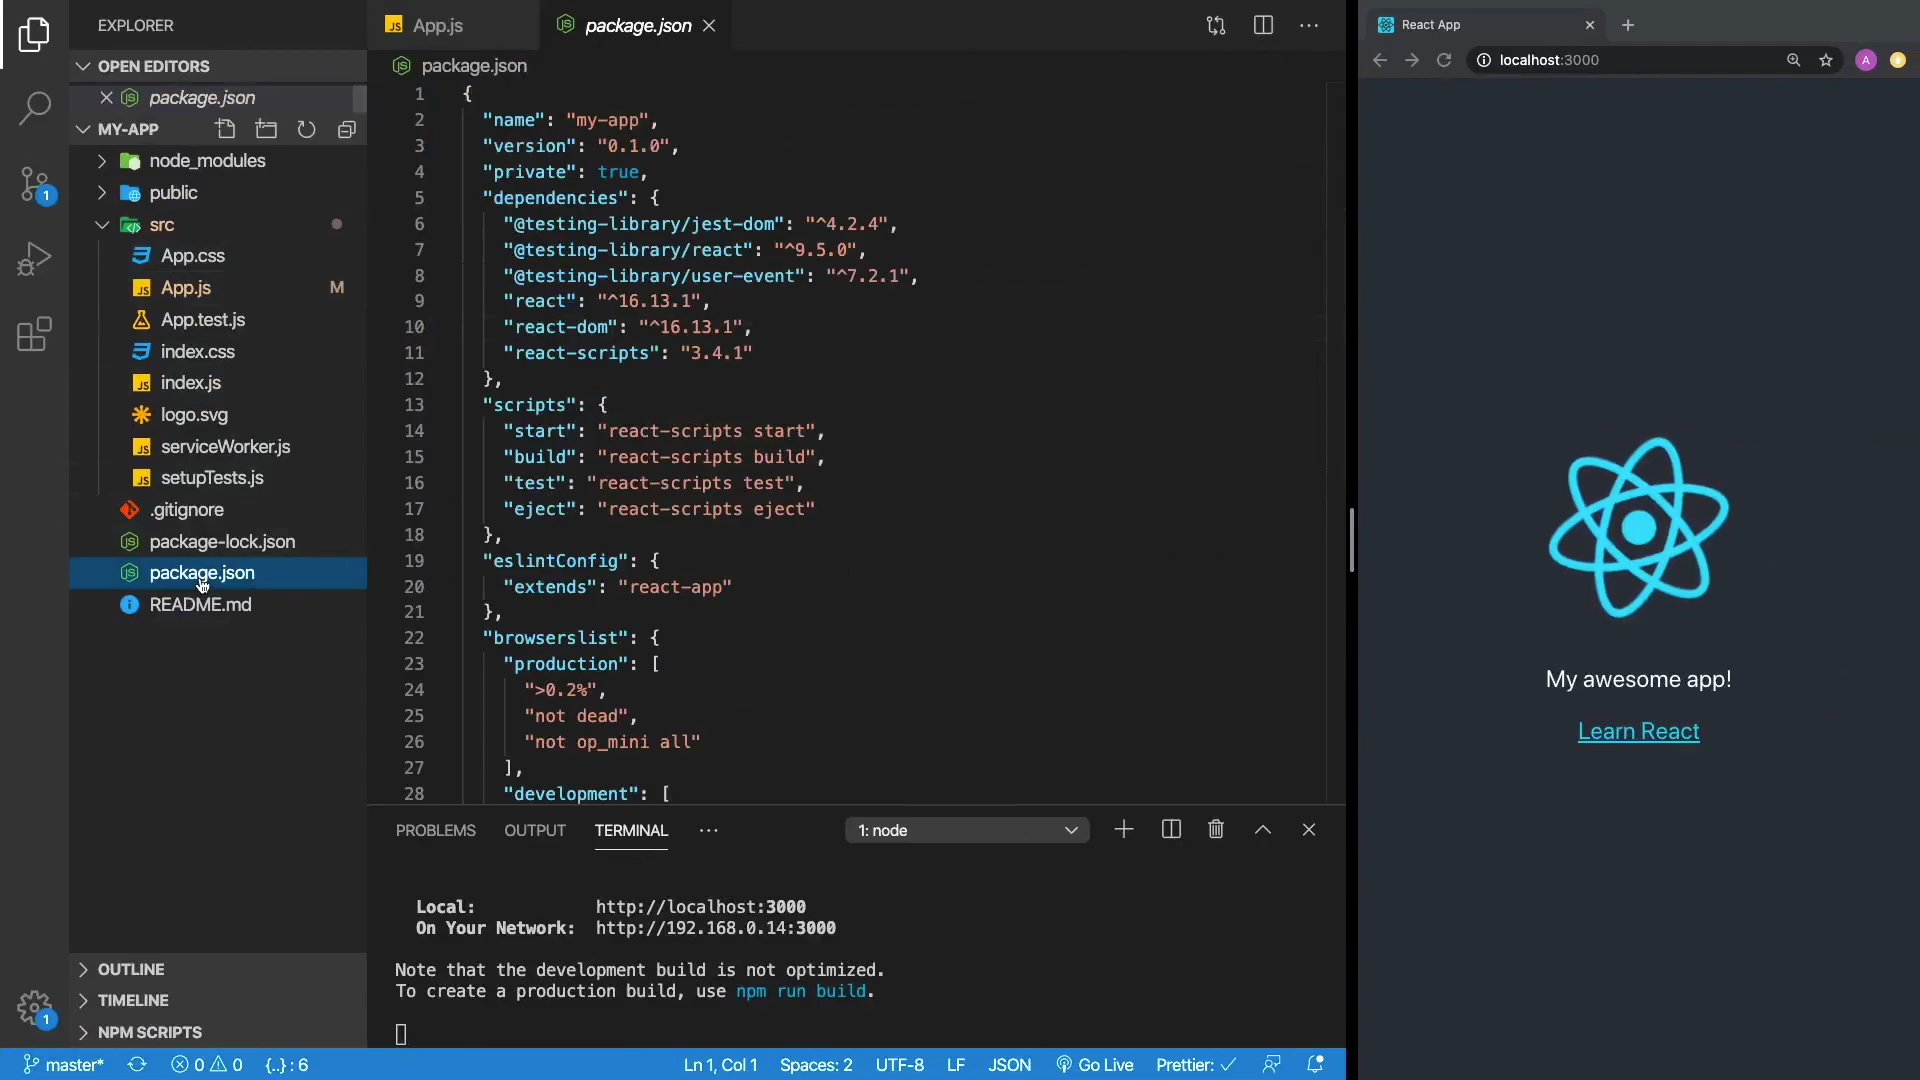 EXPLORER
OPEN EDITORS
package.json
MY-APP
node_modules
public
src
App.css
App.js M
App.test.js
index.css
index.js
logo.svg
serviceWorker.js
setupTests.js
.gitignore
package-lock.json
package.json
README.md
OUTLINE
TIMELINE
NPM SCRIPTS
1
1
App.js
package.json
package.json
1 {
2 "name": "my-app",
3 "version": "0.1.0",
4 "private": true,
5 "dependencies": {
6 "@testing-library/jest-dom": "^4.2.4",
7 "@testing-library/react": "^9.5.0",
8 "@testing-library/user-event": "^7.2.1",
9 "react": "^16.13.1",
10 "react-dom": "^16.13.1",
11 "react-scripts": "3.4.1"
12 },
13 "scripts": {
14 "start": "react-scripts start",
15 "build": "react-scripts build",
16 "test": "react-scripts test",
17 "eject": "react-scripts eject"
18 },
19 "eslintConfig": {
20 "extends": "react-app"
21 },
22 "browserslist": {
23 "production": [
24 ">0.2%",
25 "not dead",
26 "not op_mini all"
27 ],
28 "development": [
PROBLEMS OUTPUT TERMINAL ··· 1: node
Local: http://localhost:3000
On Your Network: http://192.168.0.14:3000
Note that the development build is not optimized.
To create a production build, use npm run build.
master* 0 0 {..} : 6 Ln 1, Col 1 Spaces: 2 UTF-8 LF JSON Go Live Prettier: ✓
React App
localhost:3000
A
My awesome app!
Learn React